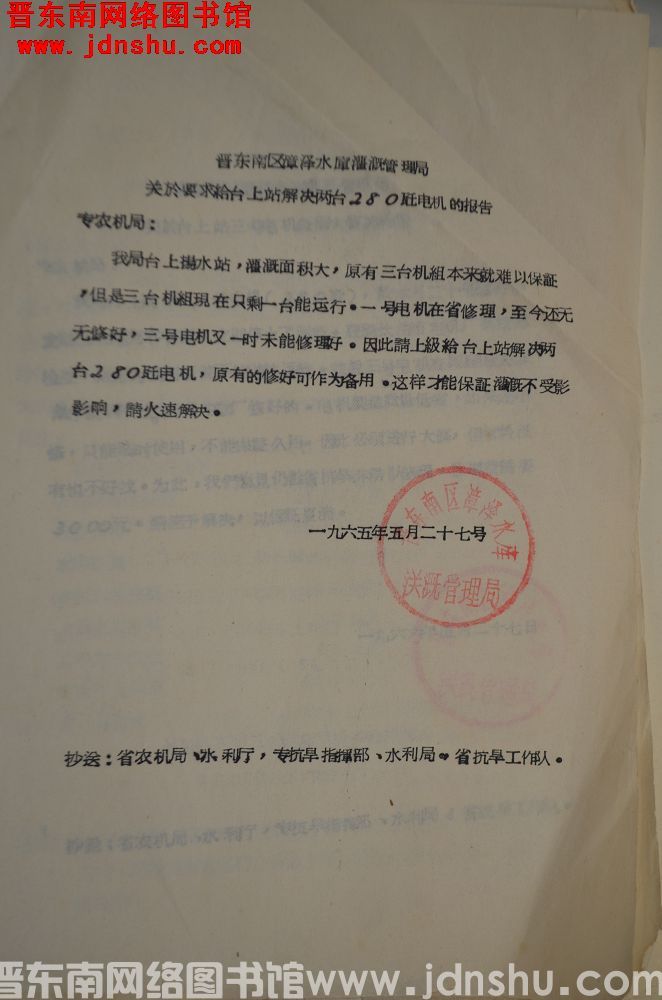 晋东南网络图书馆
www.jdnshu.com
晋东南区漳泽水库灌溉管理局
关於要求給台上站解决两台280瓩电机的报告
专农机局：
我局台上揚水站，灌溉面积大，原有三台机組本来就难以保証
，但是三台机組現在只剩一台能运行。一号电机在省修理，至今还无
无修好，三号电机又一时未能修理好。因此請上級給台上站解决两
台280瓩电机，原有的修好可作为备用。这样才能保証灌溉不受影
影响，請火速解决。
一九六五年五月二十七号
晋东南区漳泽水库
灌溉管理局
抄送：省农机局、水利厅，专抗旱指揮部、水利局。省抗旱工作队。
晋东南网络图书馆www.jdnshu.com